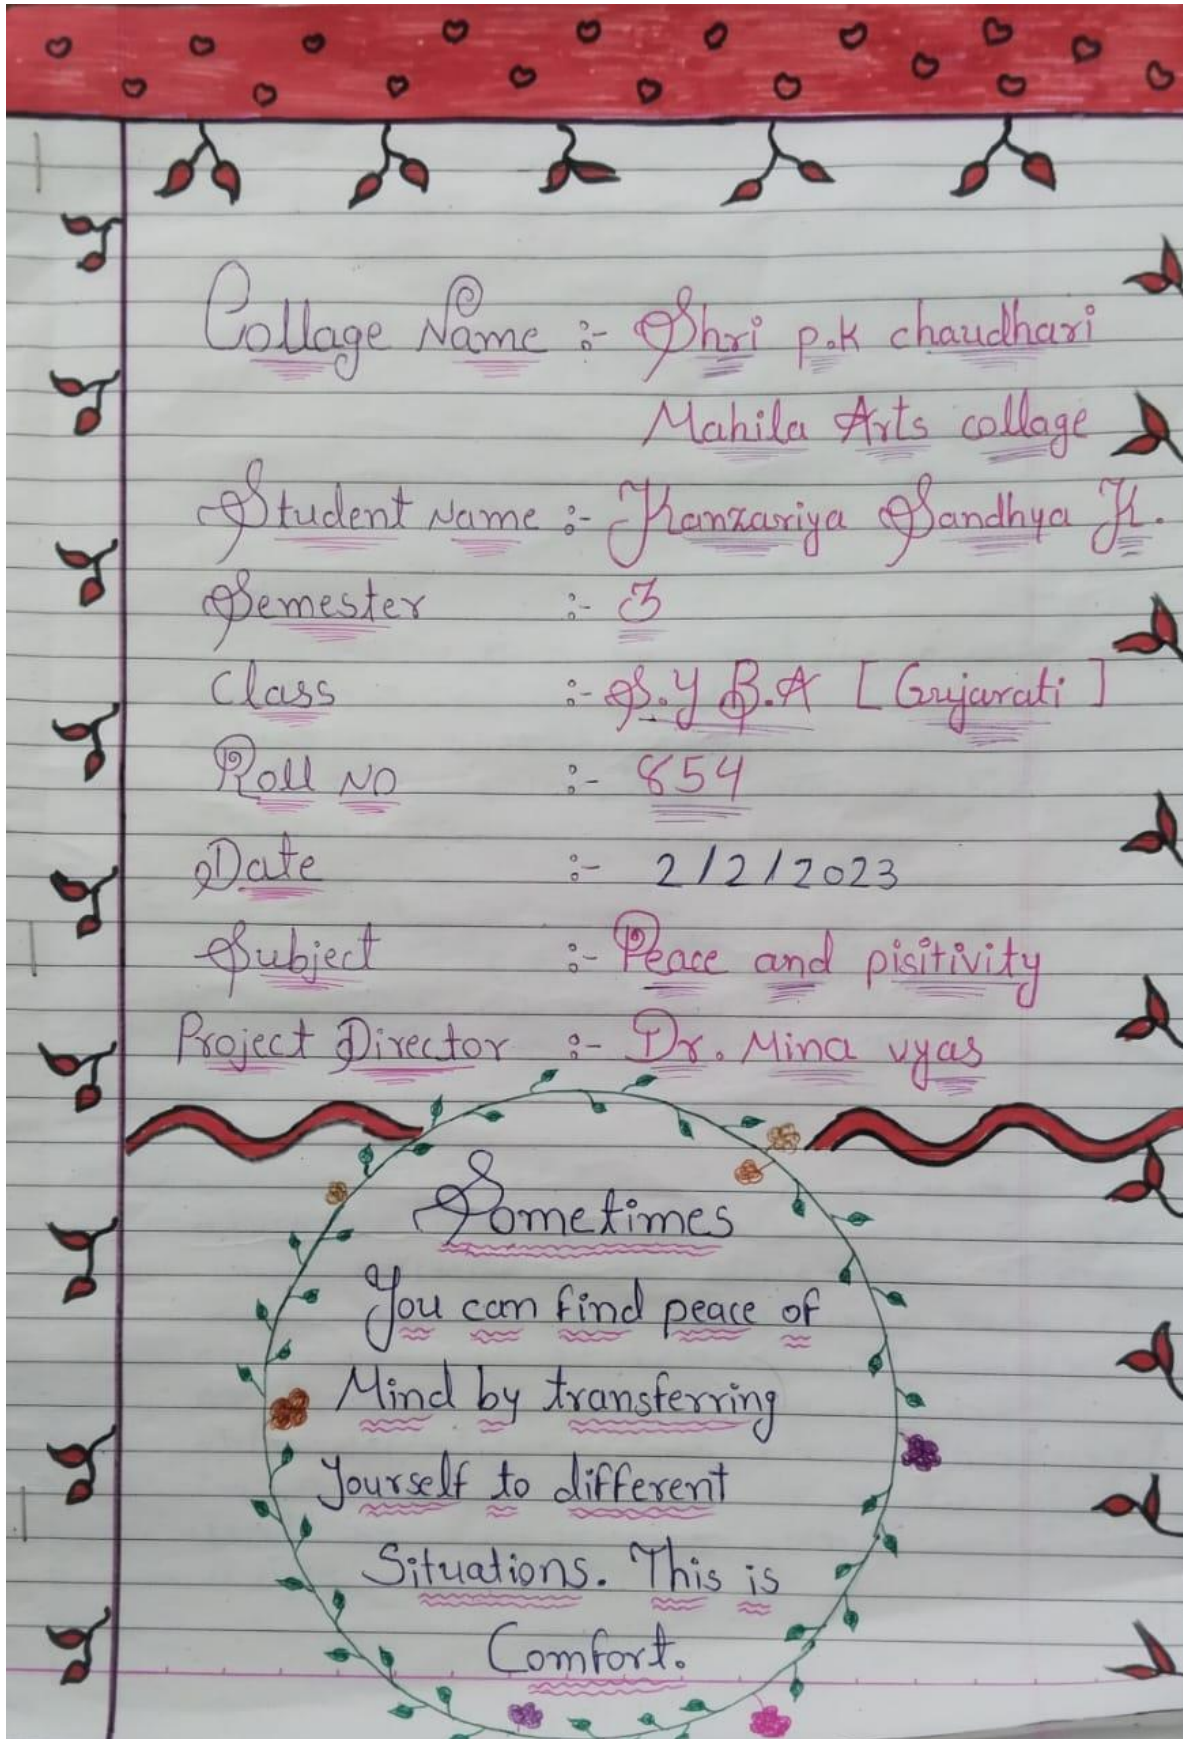 Collage Name :- Shri p.k chaudhari
Mahila Arts collage
Student Name :- Kanzariya Sandhya K.
Semester :- 3
Class :- S.Y B.A [Gujarati]
Roll NO :- 854
Date :- 2/2/2023
Subject :- Peace and pisitivity
Project Director :- Dr. Mina vyas
Sometimes
You can find peace of
Mind by transferring
Yourself to different
Situations. This is
Comfort.